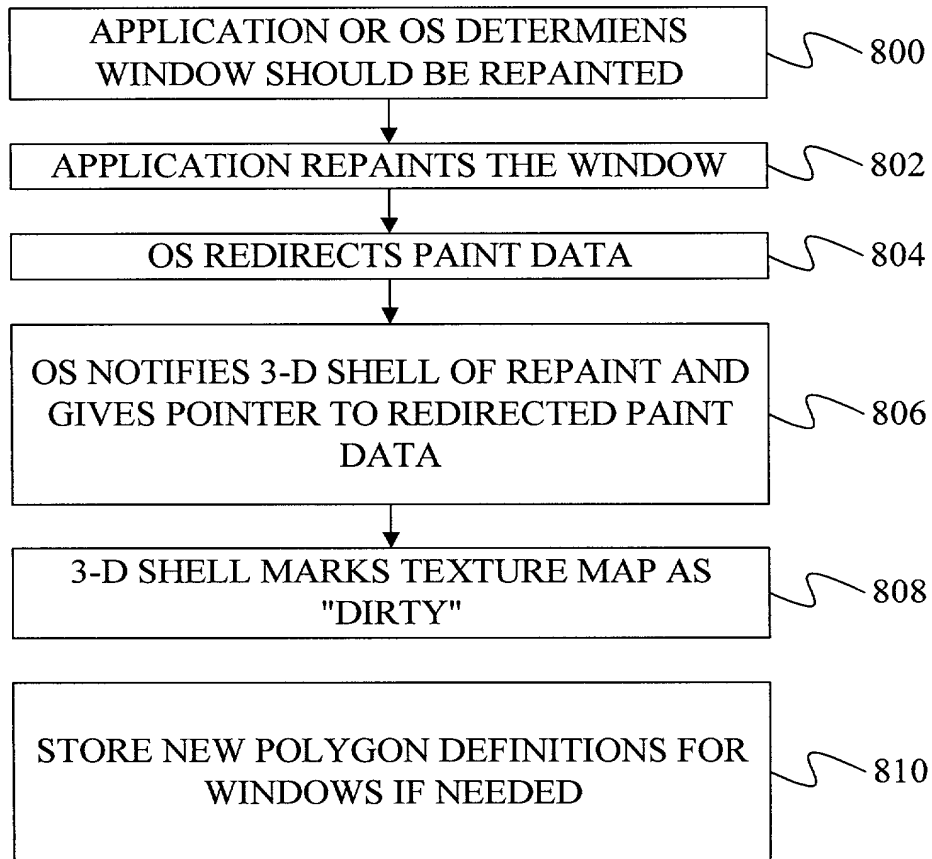 APPLICATION OR OS DETERMIENS
WINDOW SHOULD BE REPAINTED
800
APPLICATION REPAINTS THE WINDOW
802
OS REDIRECTS PAINT DATA
804
OS NOTIFIES 3-D SHELL OF REPAINT AND
GIVES POINTER TO REDIRECTED PAINT
DATA
806
3-D SHELL MARKS TEXTURE MAP AS
"DIRTY"
808
STORE NEW POLYGON DEFINITIONS FOR
WINDOWS IF NEEDED
810